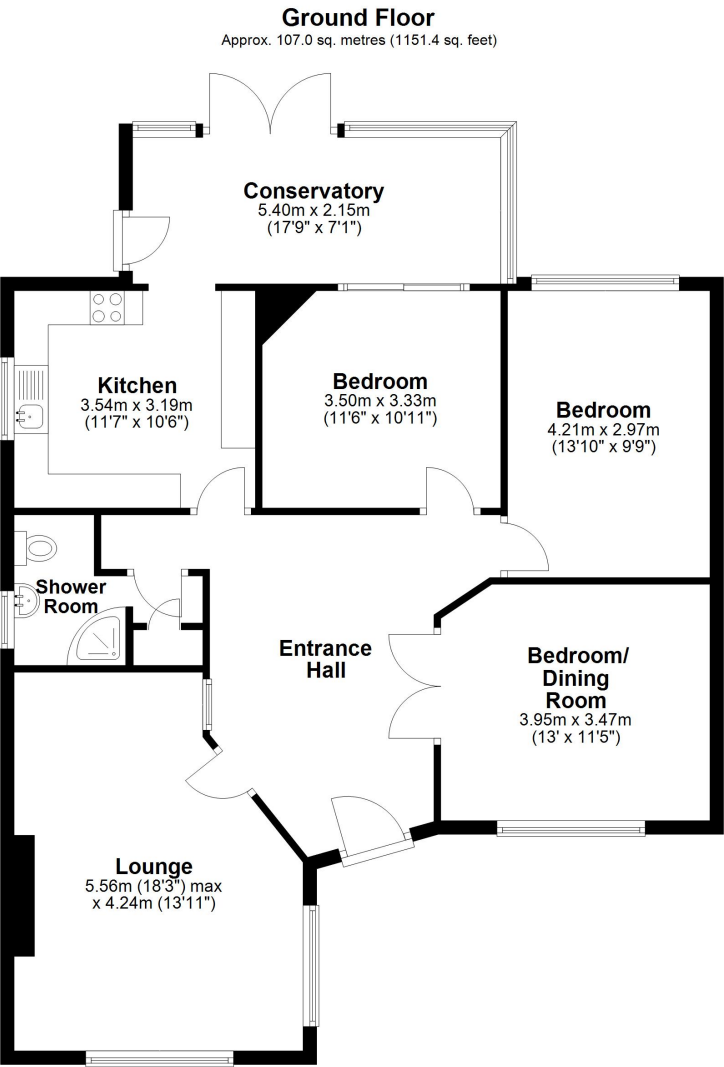 Ground Floor
Approx. 107.0 sq. metres (1151.4 sq. feet)
Conservatory
5.40m x 2.15m
(17'9" x 7'1")
Kitchen
3.54m x 3.19m
(11'7" x 10'6")
Bedroom
3.50m x 3.33m
(11'6" x 10'11")
Bedroom
4.21m x 2.97m
(13'10" x 9'9")
Shower
Room
Entrance
Hall
Bedroom/
Dining
Room
3.95m x 3.47m
(13' x 11'5")
Lounge
5.56m (18'3") max
x 4.24m (13'11")